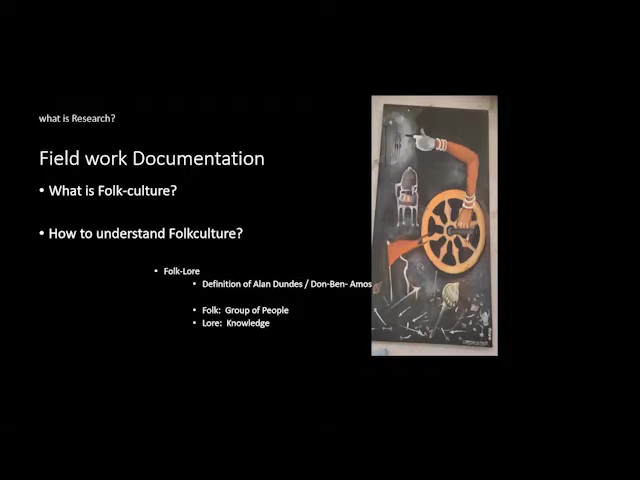 what is Research?
Field work Documentation
• What is Folk-culture?
• How to understand Folkculture?
• Folk-Lore
• Definition of Alan Dundes / Don-Ben- Amos
• Folk: Group of People
• Lore: Knowledge